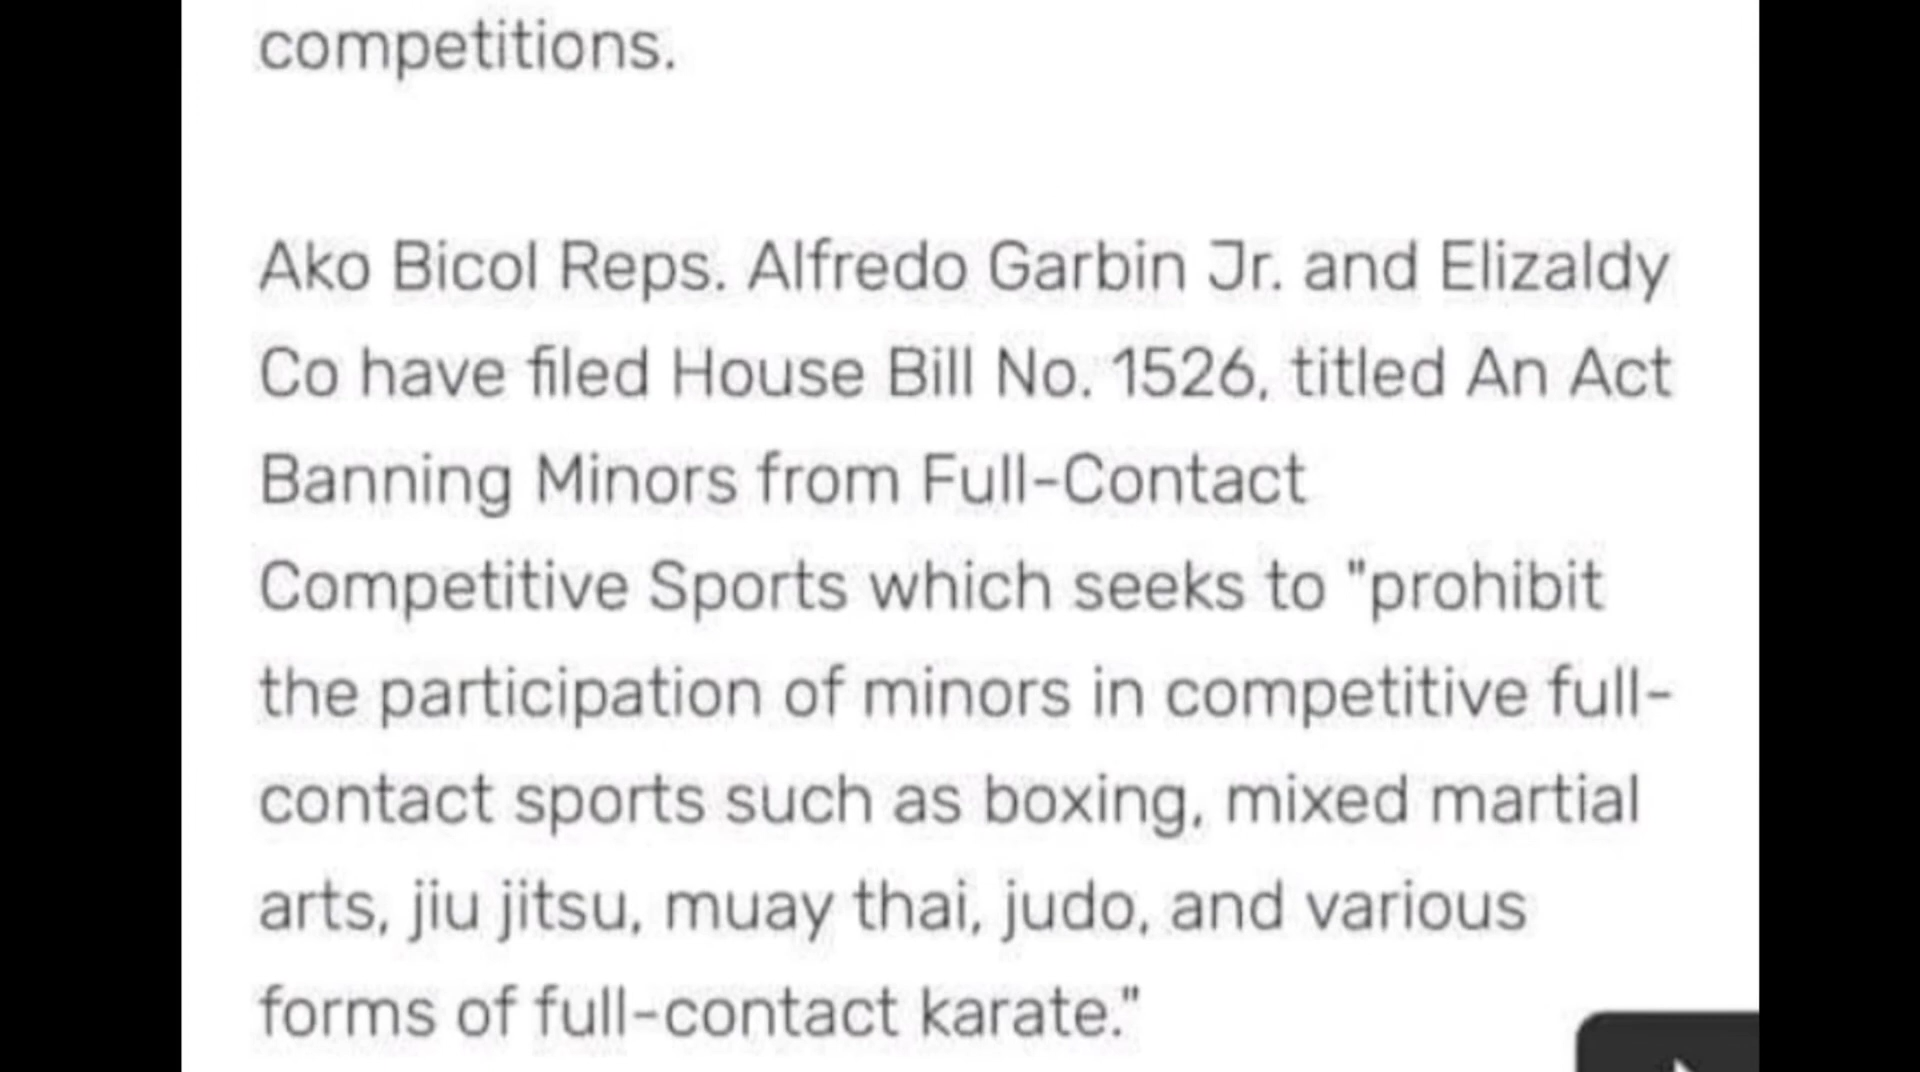 competitions.
Ako Bicol Reps. Alfredo Garbin Jr. and Elizaldy
Co have filed House Bill No. 1526, titled An Act
Banning Minors from Full-Contact
Competitive Sports which seeks to "prohibit
the participation of minors in competitive full-
contact sports such as boxing, mixed martial
arts, jiu jitsu, muay thai, judo, and various
forms of full-contact karate."